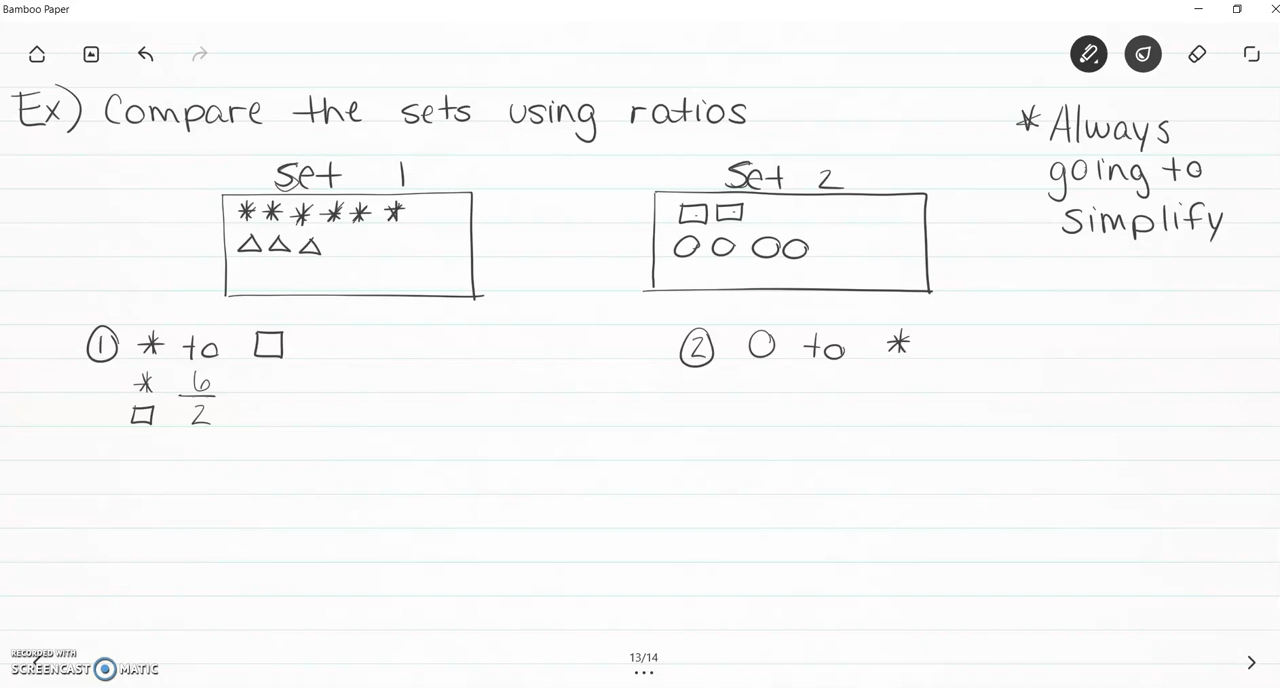 Bamboo Paper
Ex) Compare the sets using ratios
* Always
going to
simplify
Set 1
Set 2
① * to □
* 6
□ 2
② ○ to *
13/14
RECORDED WITH
SCREENCAST MATIC